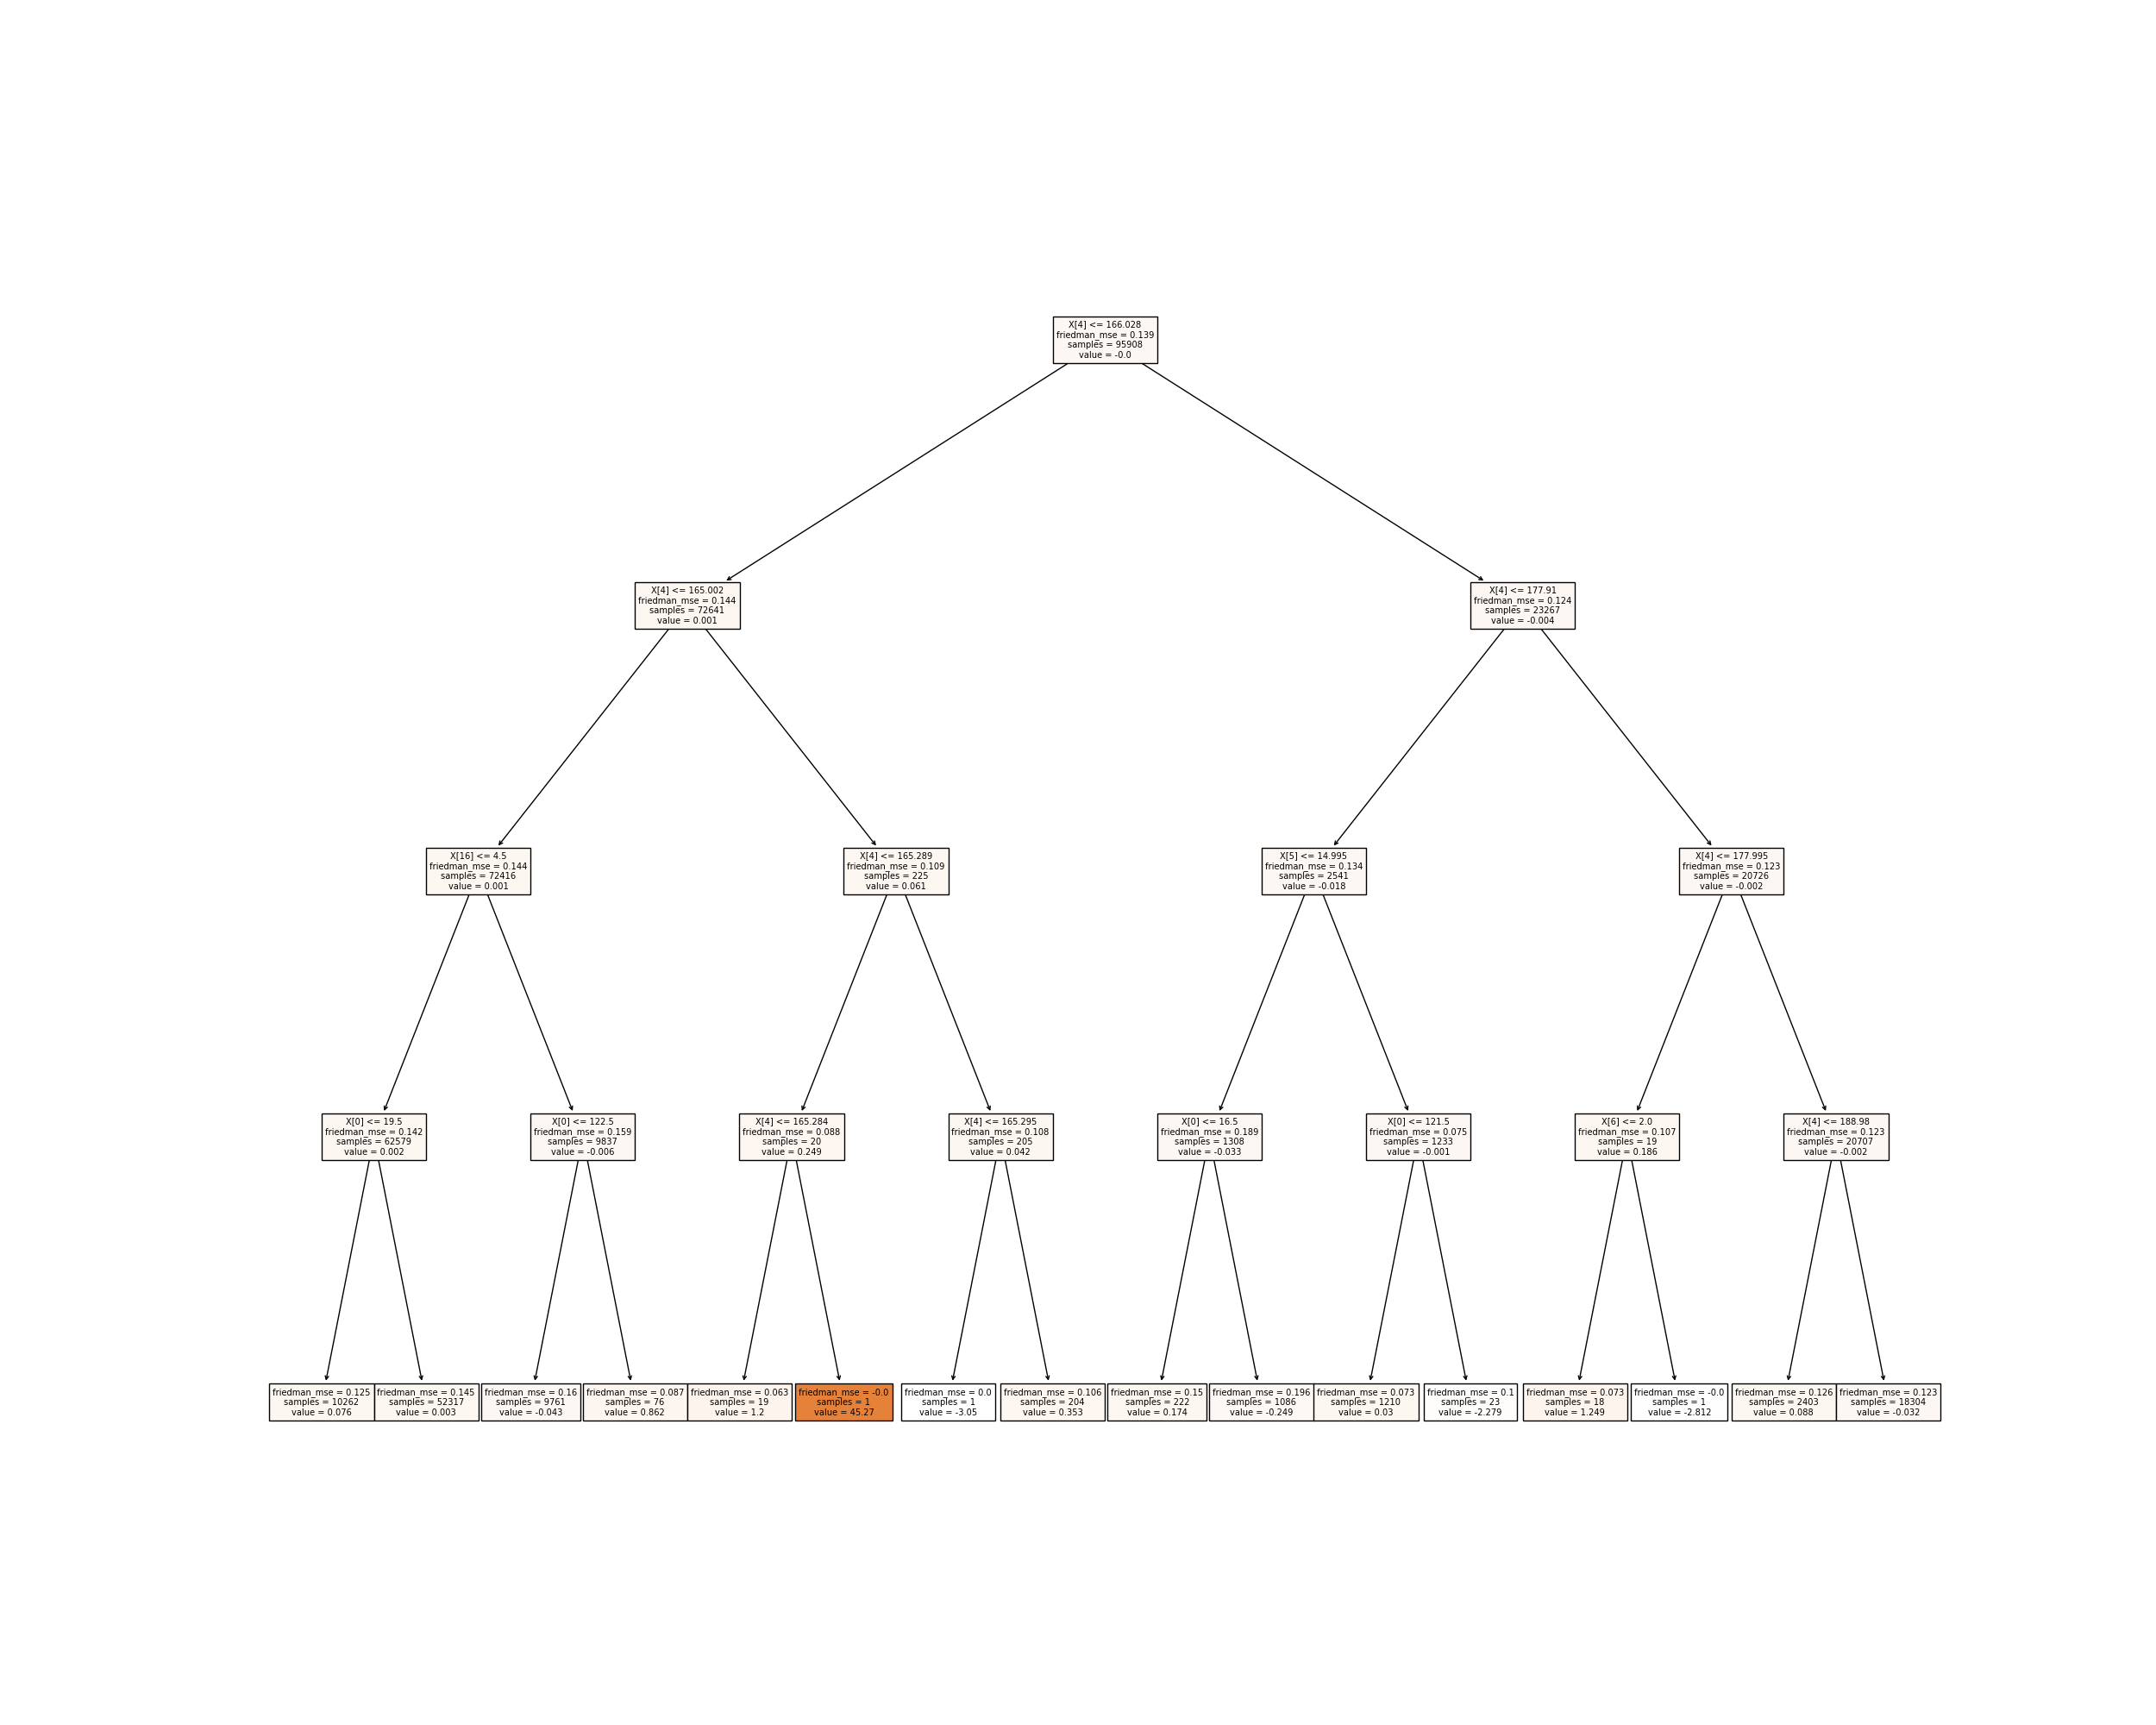 X[4] <= 166.028
friedman_mse = 0.139
samples = 95908
value = -0.0
X[4] <= 165.002
friedman_mse = 0.144
samples = 72641
value = 0.001
X[4] <= 177.91
friedman_mse = 0.124
samples = 23267
value = -0.004
X[16] <= 4.5
friedman_mse = 0.144
samples = 72416
value = 0.001
X[4] <= 165.289
friedman_mse = 0.109
samples = 225
value = 0.061
X[5] <= 14.995
friedman_mse = 0.134
samples = 2541
value = -0.018
X[4] <= 177.995
friedman_mse = 0.123
samples = 20726
value = -0.002
X[0] <= 19.5
friedman_mse = 0.142
samples = 62579
value = 0.002
X[0] <= 122.5
friedman_mse = 0.159
samples = 9837
value = -0.006
X[4] <= 165.284
friedman_mse = 0.088
samples = 20
value = 0.249
X[4] <= 165.295
friedman_mse = 0.108
samples = 205
value = 0.042
X[0] <= 16.5
friedman_mse = 0.189
samples = 1308
value = -0.033
X[0] <= 121.5
friedman_mse = 0.075
samples = 1233
value = -0.001
X[6] <= 2.0
friedman_mse = 0.107
samples = 19
value = 0.186
X[4] <= 188.98
friedman_mse = 0.123
samples = 20707
value = -0.002
friedman_mse = 0.125
samples = 10262
value = 0.076
friedman_mse = 0.145
samples = 52317
value = 0.003
friedman_mse = 0.16
samples = 9761
value = -0.043
friedman_mse = 0.087
samples = 76
value = 0.862
friedman_mse = 0.063
samples = 19
value = 1.2
friedman_mse = -0.0
samples = 1
value = 45.27
friedman_mse = 0.0
samples = 1
value = -3.05
friedman_mse = 0.106
samples = 204
value = 0.353
friedman_mse = 0.15
samples = 222
value = 0.174
friedman_mse = 0.196
samples = 1086
value = -0.249
friedman_mse = 0.073
samples = 1210
value = 0.03
friedman_mse = 0.1
samples = 23
value = -2.279
friedman_mse = 0.073
samples = 18
value = 1.249
friedman_mse = -0.0
samples = 1
value = -2.812
friedman_mse = 0.126
samples = 2403
value = 0.088
friedman_mse = 0.123
samples = 18304
value = -0.032